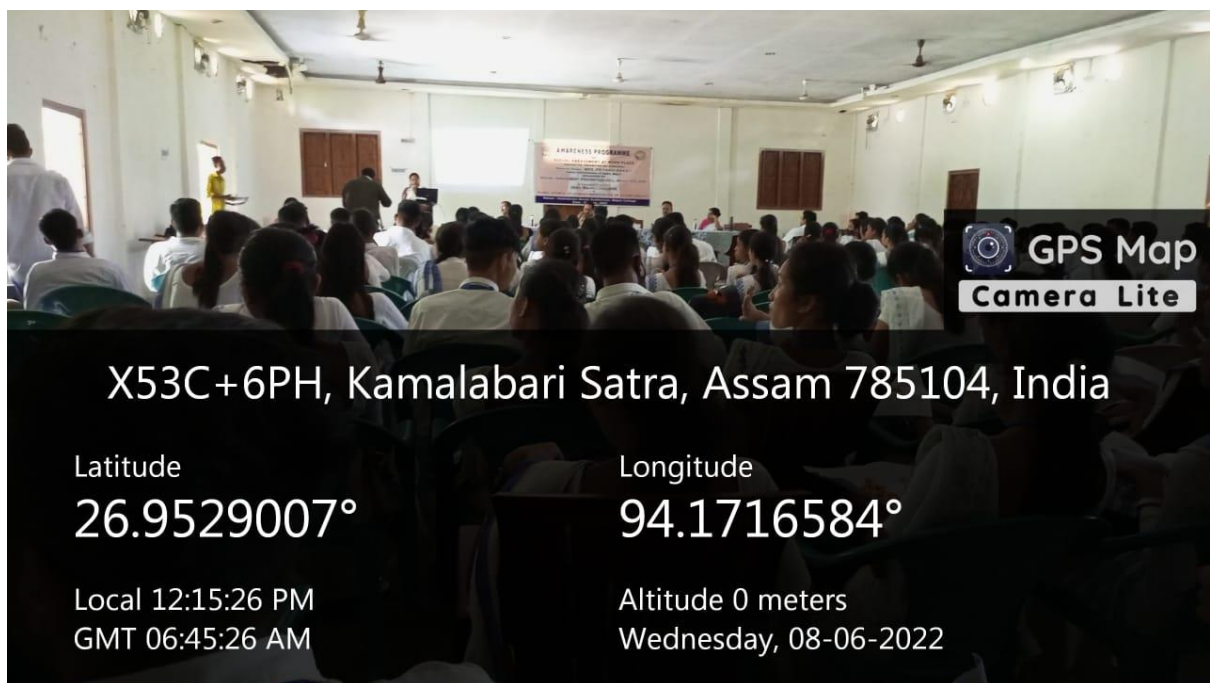 AWARENESS PROGRAMME
GPS Map
Camera Lite
X53C+6PH, Kamalabari Satra, Assam 785104, India
Latitude
26.9529007°
Longitude
94.1716584°
Local 12:15:26 PM
GMT 06:45:26 AM
Altitude 0 meters
Wednesday, 08-06-2022